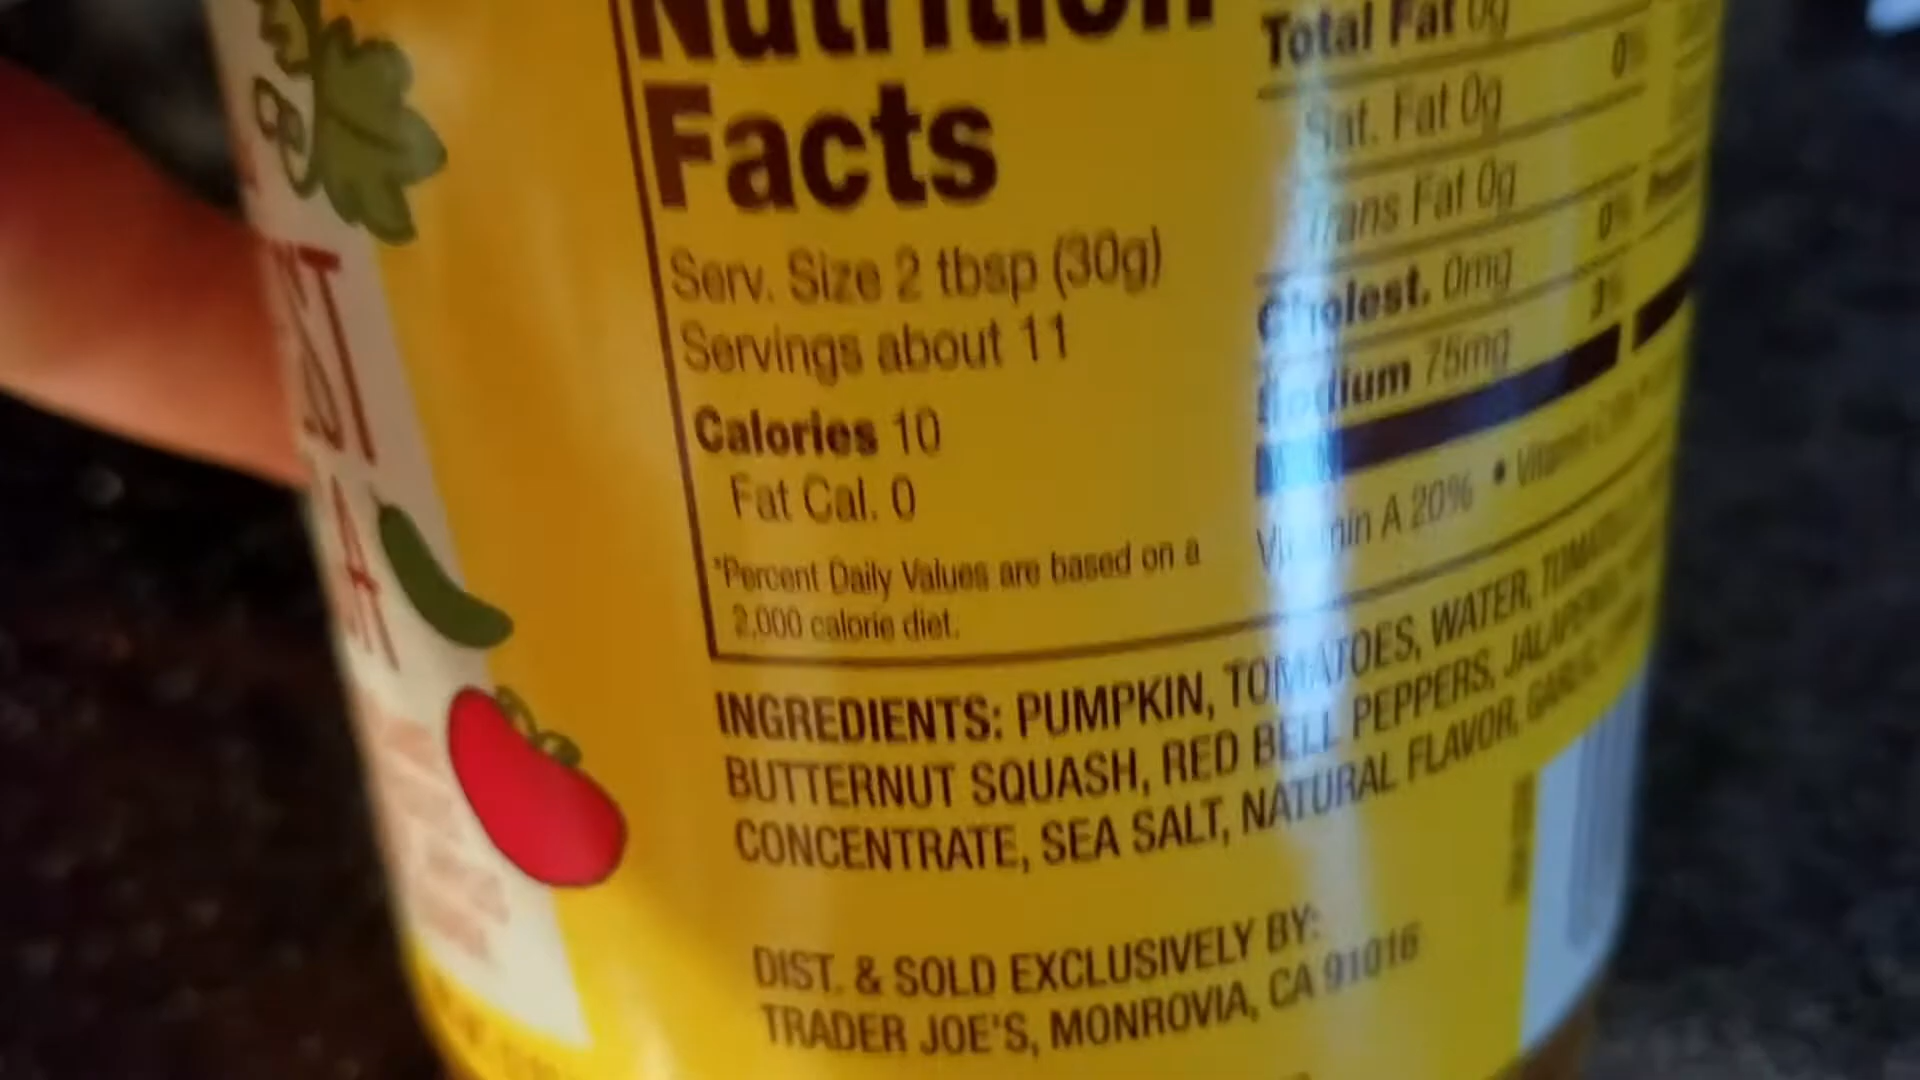 Nutrition
Facts
Serv. Size 2 tbsp (30g)
Servings about 11
Calories 10
Fat Cal. 0
*Percent Daily Values are based on a
2,000 calorie diet.
Total Fat 0g 0%
Sat. Fat 0g
Trans Fat 0g
Cholest. 0mg 0%
Sodium 75mg 3%
Vitamin A 20% • Vitamin C
INGREDIENTS: PUMPKIN, TOMATOES, WATER,
BUTTERNUT SQUASH, RED BELL PEPPERS,
CONCENTRATE, SEA SALT, NATURAL FLAVOR,
DIST. & SOLD EXCLUSIVELY BY:
TRADER JOE'S, MONROVIA, CA 91016